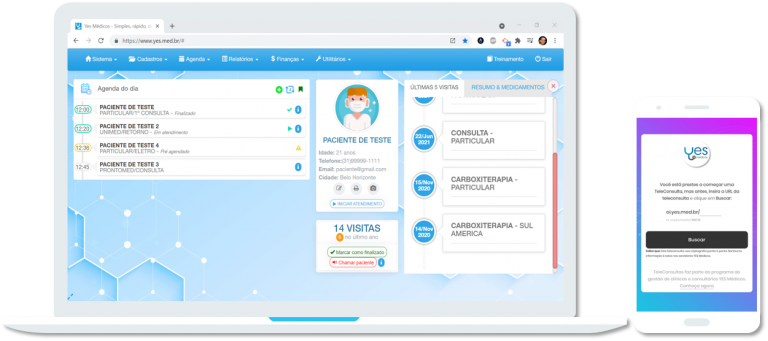 Yes Médicos - Simples, rápido, o
https://www.yes.med.br/#
Sistema
Cadastros
Agenda
Relatórios
Finanças
Utilitários
Treinamento
Sair
Agenda do dia
12:00
PACIENTE DE TESTE
PARTICULAR/1ª CONSULTA - Finalizado
12:20
PACIENTE DE TESTE 2
UNIMED/RETORNO - Em atendimento
12:36
PACIENTE DE TESTE 4
PARTICULAR/ELETRO - Pré agendado
12:45
PACIENTE DE TESTE 3
PRONTOMED/CONSULTA
PACIENTE DE TESTE
Idade: 21 anos
Telefone:(31)99999-1111
Email: paciente@gmail.com
Cidade: Belo Horizonte
INICIAR ATENDIMENTO
14 VISITAS
no último ano
Marcar como finalizado
Chamar paciente
ÚLTIMAS 5 VISITAS
RESUMO & MEDICAMENTOS
PARTICULAR
22/Jun
2021
CONSULTA -
PARTICULAR
16/Nov
2020
CARBOXITERAPIA -
PARTICULAR
14/Nov
2020
CARBOXITERAPIA - SUL
AMERICA
yes
Você está prestes a começar uma
TeleConsulta, mas antes, insira a URL da
teleconsulta e clique em Buscar:
a.yes.med.br/
Buscar
TeleConsultas faz parte do programa de
gestão de clínicas e consultórios YES Médicos.
Conheça agora